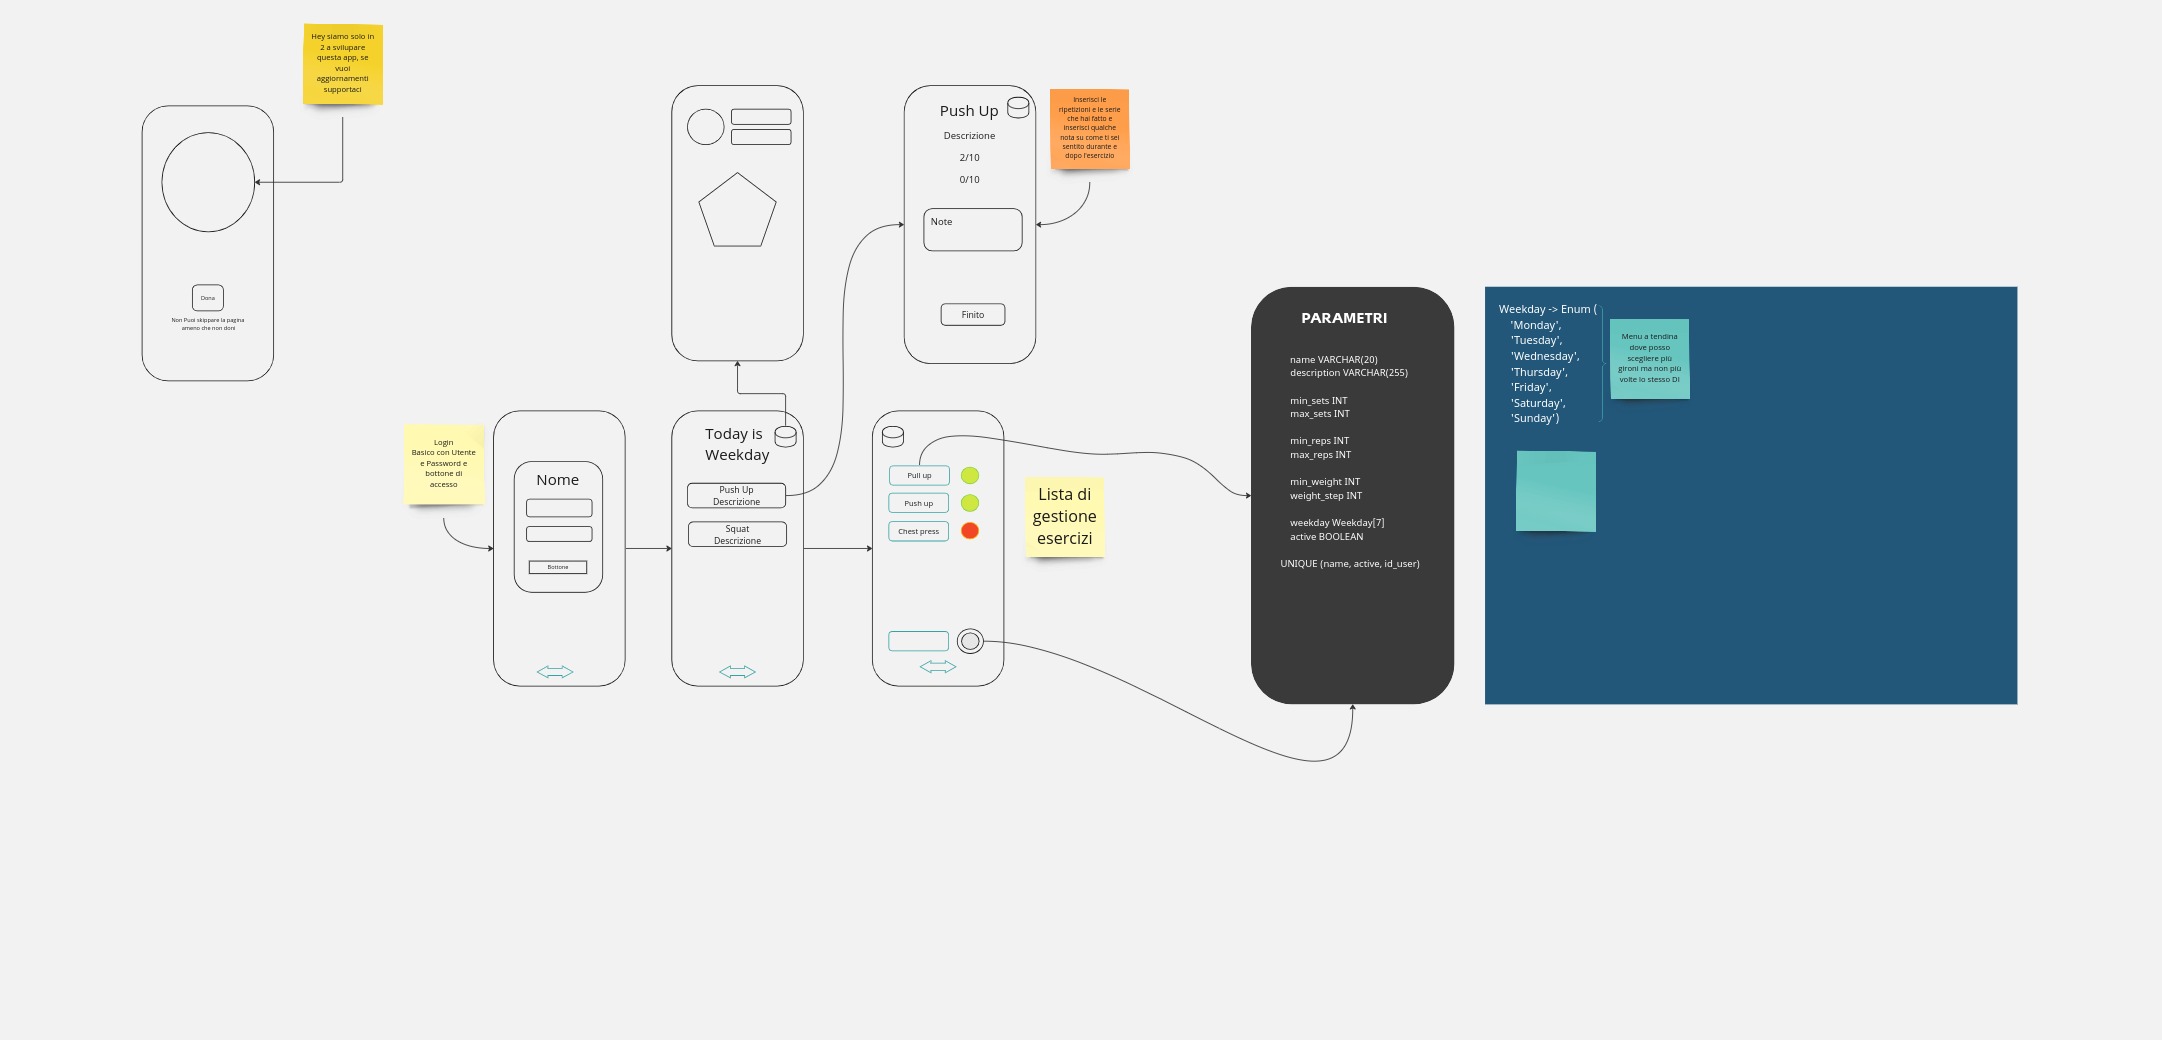 Hey siamo solo in
2 a svilupare
questa app, se
vuoi
aggiornamenti
supportaci
Dona
Non Puoi skippare la pagina
ameno che non doni
Push Up
Descrizione
2/10
0/10
Note
Finito
Inserisci le
ripetizioni e le serie
che hai fatto e
inserisci qualche
nota su come ti sei
sentito durante e
dopo l'esercizio
Login
Basico con Utente
e Password e
bottone di
accesso
Nome
Bottone
Today is
Weekday
Push Up
Descrizione
Squat
Descrizione
Pull up
Push up
Chest press
Lista di
gestione
esercizi
PARAMETRI
name VARCHAR(20)
description VARCHAR(255)
min_sets INT
max_sets INT
min_reps INT
max_reps INT
min_weight INT
weight_step INT
weekday Weekday[7]
active BOOLEAN
UNIQUE (name, active, id_user)
Weekday -> Enum (
'Monday',
'Tuesday',
'Wednesday',
'Thursday',
'Friday',
'Saturday',
'Sunday')
Menu a tendina
dove posso
scegliere più
gironi ma non più
volte lo stesso Dì